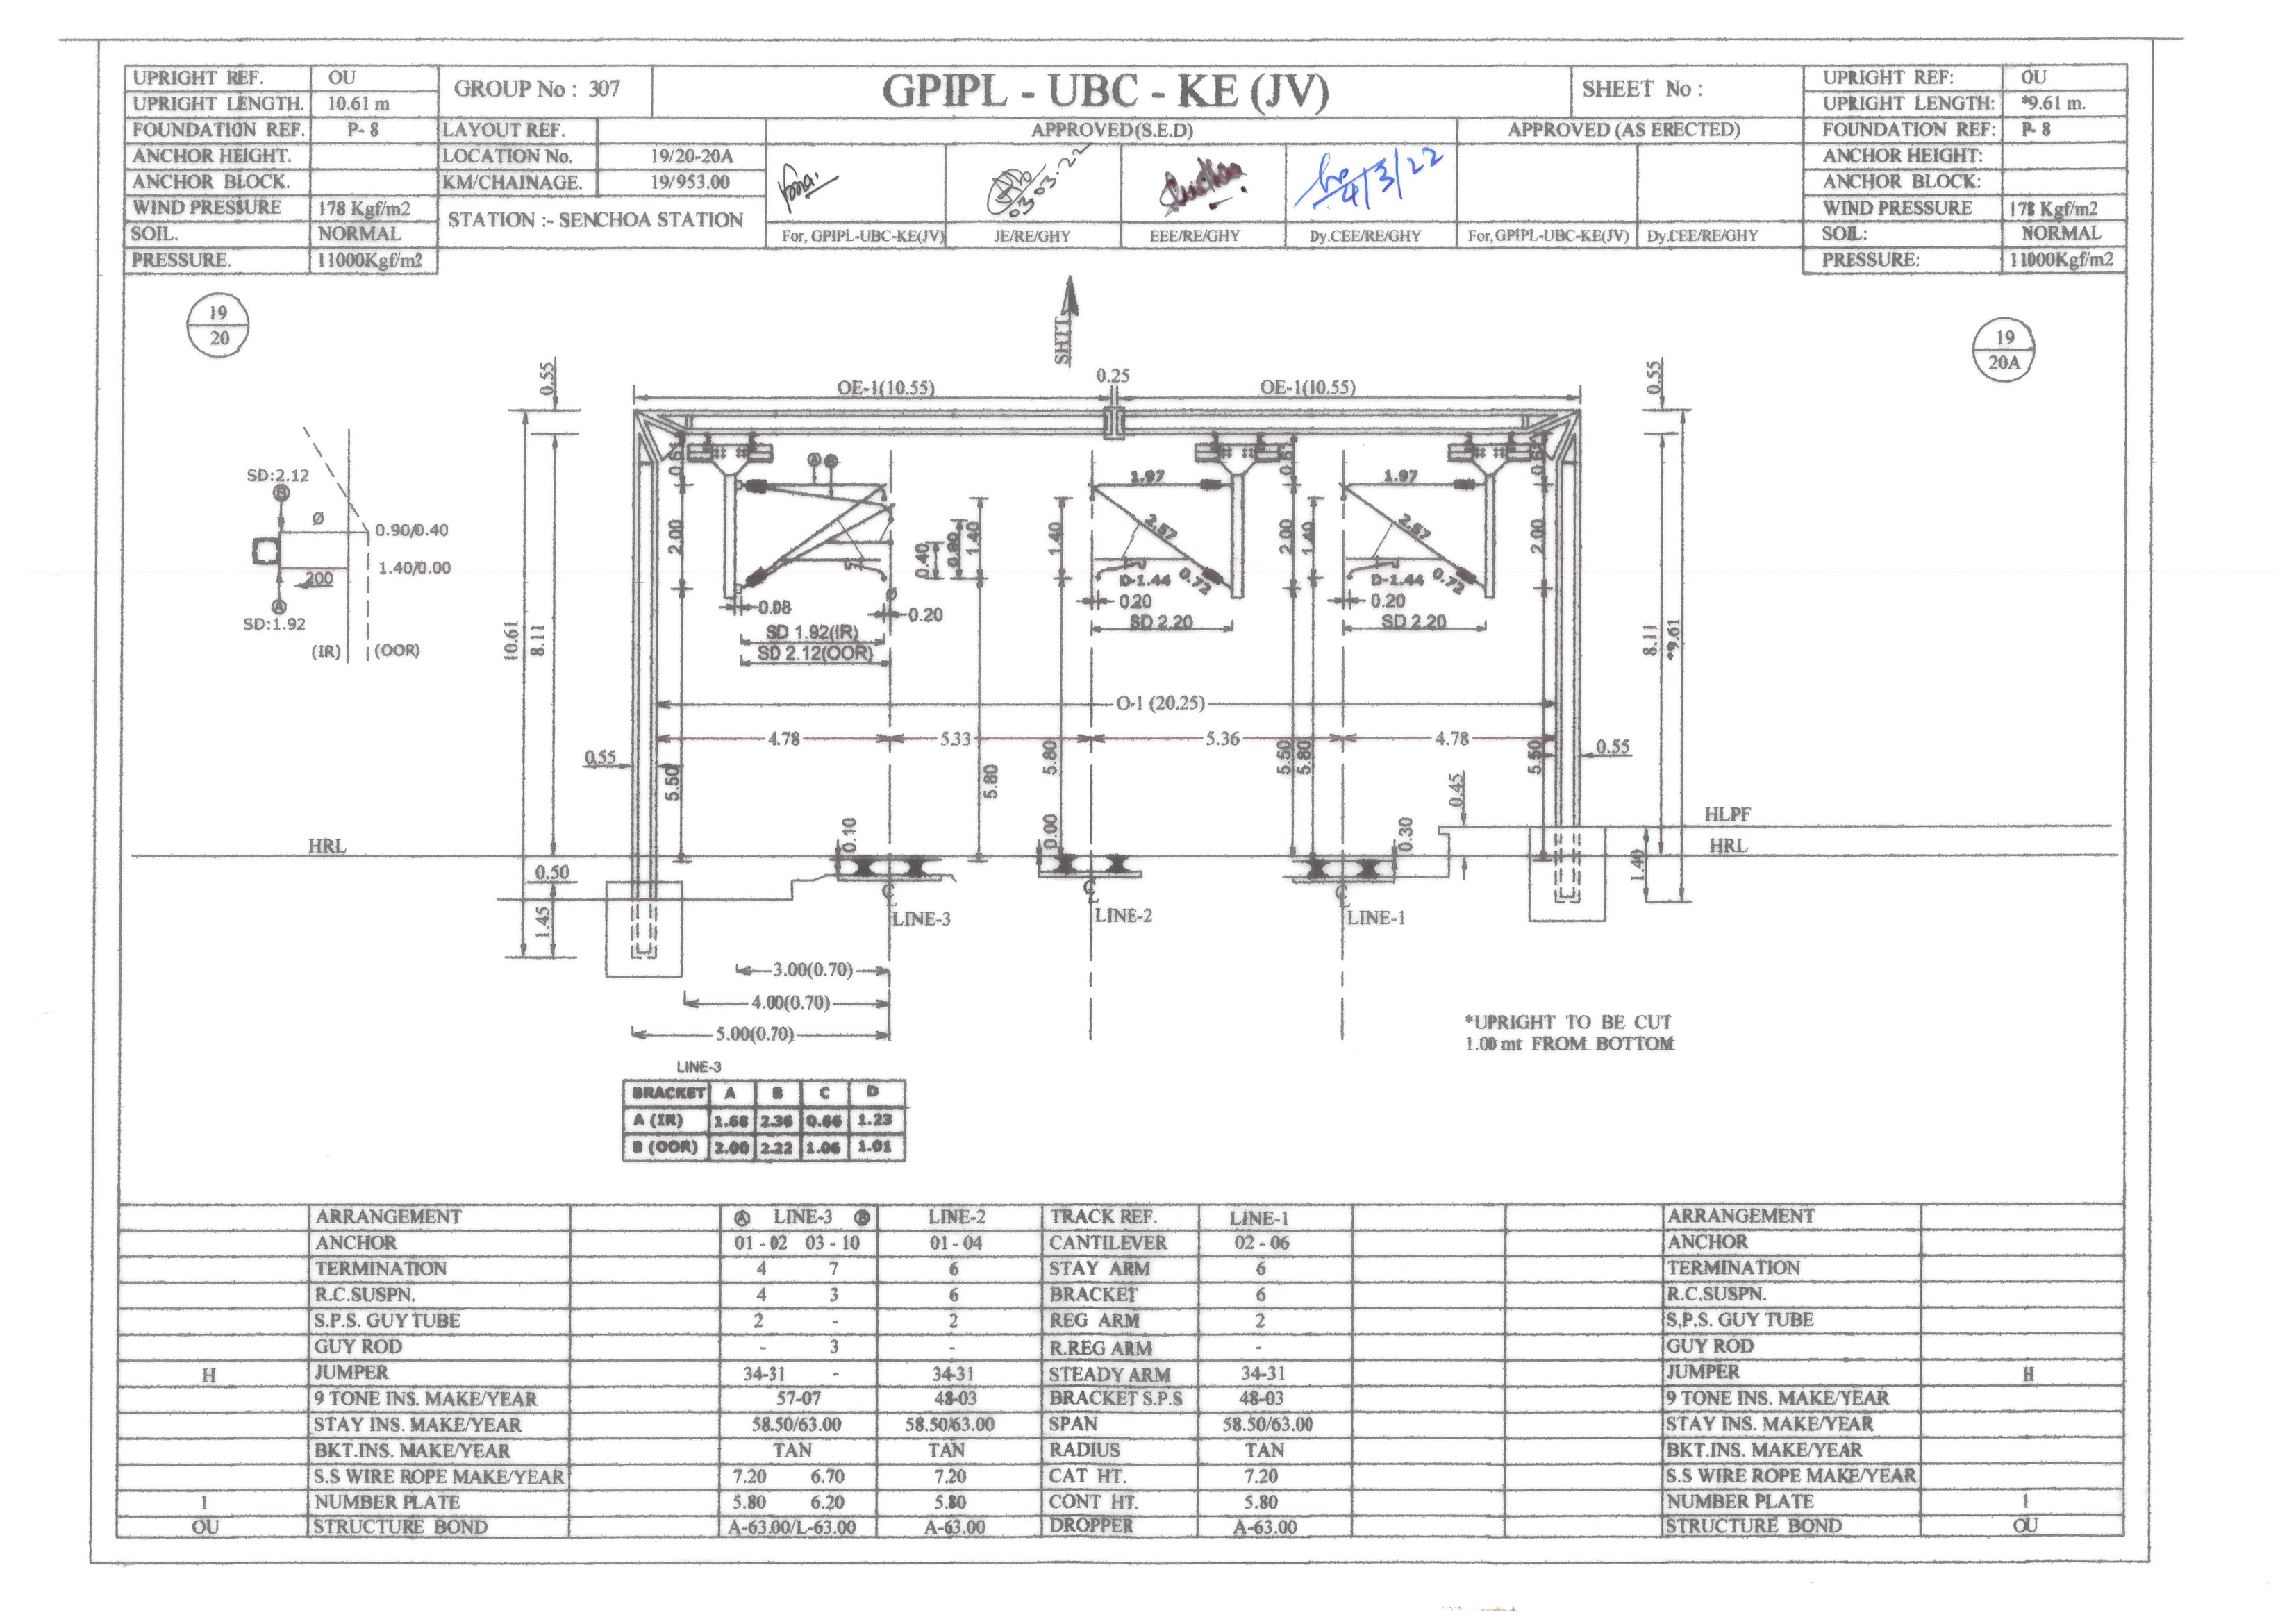 UPRIGHT REF. OU
UPRIGHT LENGTH. 10.61 m
FOUNDATION REF. P- 8
ANCHOR HEIGHT.
ANCHOR BLOCK.
WIND PRESSURE 178 Kgf/m2
SOIL. NORMAL
PRESSURE. 11000Kgf/m2
GROUP No : 307
LAYOUT REF.
LOCATION No. 19/20-20A
KM/CHAINAGE. 19/953.00
STATION :- SENCHOA STATION
GPIPL - UBC - KE (JV)
SHEET No :
APPROVED(S.E.D)
APPROVED (AS ERECTED)
03.03.22
4/3/22
For, GPIPL-UBC-KE(JV) JE/RE/GHY EEE/RE/GHY Dy.CEE/RE/GHY For,GPIPL-UBC-KE(JV) Dy.CEE/RE/GHY
UPRIGHT REF: OU
UPRIGHT LENGTH: *9.61 m.
FOUNDATION REF: P- 8
ANCHOR HEIGHT:
ANCHOR BLOCK:
WIND PRESSURE 178 Kgf/m2
SOIL: NORMAL
PRESSURE: 11000Kgf/m2
19
20
SHTT
19
20A
0.55
OE-1(10.55)
0.25
OE-1(10.55)
0.55
SD:2.12
B
Ø
0.90/0.40
1.40/0.00
200
A
SD:1.92
(IR) (OOR)
10.61
8.11
A B
2.00
0.40
0.80
1.40
Ø
0.08
0.20
SD 1.92(IR)
SD 2.12(OOR)
1.40
1.97
2.57
D-1.44 0.72
0.20
SD 2.20
2.00
1.40
1.97
2.57
D-1.44 0.72
0.20
SD 2.20
2.00
8.11
*9.61
O-1 (20.25)
4.78 5.33 5.36 4.78
0.55
5.50
5.80
5.80
5.50
5.80
5.50
0.55
0.45
HLPF
HRL
0.10
0.00
0.30
HRL
0.50
1.45
1.40
LINE-3
LINE-2
LINE-1
3.00(0.70)
4.00(0.70)
5.00(0.70)
*UPRIGHT TO BE CUT
1.00 mt FROM BOTTOM
LINE-3
BRACKET A B C D
A (IR) 1.68 2.36 0.66 1.23
B (OOR) 2.00 2.22 1.06 1.01
ARRANGEMENT A LINE-3 B LINE-2 TRACK REF. LINE-1 ARRANGEMENT
ANCHOR 01 - 02 03 - 10 01 - 04 CANTILEVER 02 - 06 ANCHOR
TERMINATION 4 7 6 STAY ARM 6 TERMINATION
R.C.SUSPN. 4 3 6 BRACKET 6 R.C.SUSPN.
S.P.S. GUY TUBE 2 - 2 REG ARM 2 S.P.S. GUY TUBE
GUY ROD - 3 - R.REG ARM - GUY ROD
H JUMPER 34-31 - 34-31 STEADY ARM 34-31 JUMPER H
9 TONE INS. MAKE/YEAR 57-07 48-03 BRACKET S.P.S 48-03 9 TONE INS. MAKE/YEAR
STAY INS. MAKE/YEAR 58.50/63.00 58.50/63.00 SPAN 58.50/63.00 STAY INS. MAKE/YEAR
BKT.INS. MAKE/YEAR TAN TAN RADIUS TAN BKT.INS. MAKE/YEAR
S.S WIRE ROPE MAKE/YEAR 7.20 6.70 7.20 CAT HT. 7.20 S.S WIRE ROPE MAKE/YEAR
1 NUMBER PLATE 5.80 6.20 5.80 CONT HT. 5.80 NUMBER PLATE 1
OU STRUCTURE BOND A-63.00/L-63.00 A-63.00 DROPPER A-63.00 STRUCTURE BOND OU